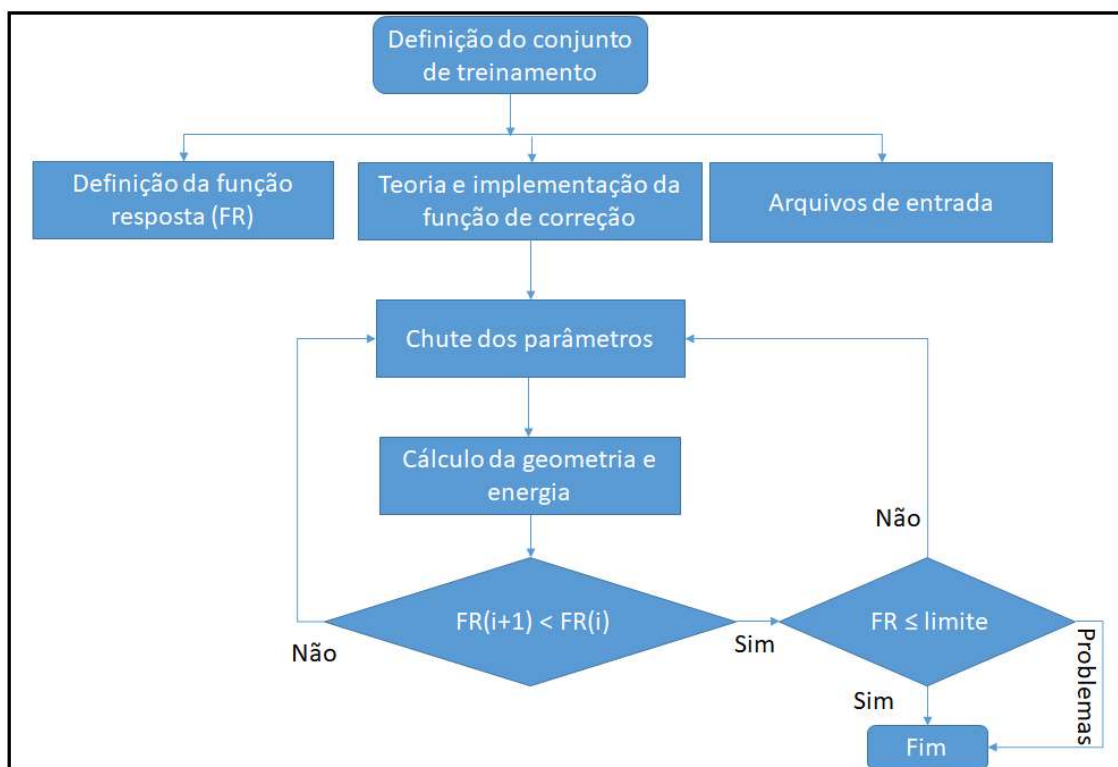 Definição do conjunto
de treinamento
Definição da função
resposta (FR)
Teoria e implementação da
função de correção
Arquivos de entrada
Chute dos parâmetros
Cálculo da geometria e
energia
Não
FR(i+1) < FR(i)
Não
Sim
FR ≤ limite
Problemas
Sim
Fim